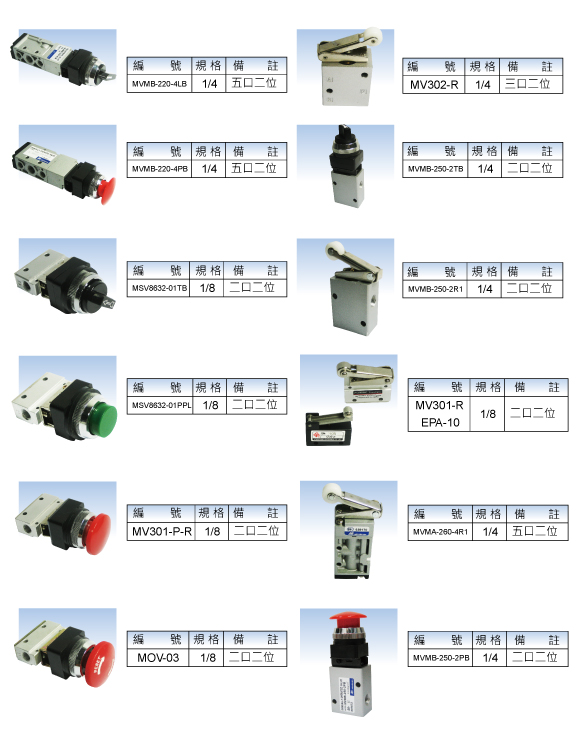 編 號 規格 備 註
MVMB-220-4LB 1/4 五口二位
編 號 規格 備 註
MV302-R 1/4 三口二位
編 號 規格 備 註
MVMB-220-4PB 1/4 五口二位
編 號 規格 備 註
MVMB-250-2TB 1/4 二口二位
編 號 規格 備 註
MSV8632-01TB 1/8 二口二位
編 號 規格 備 註
MVMB-250-2R1 1/4 二口二位
編 號 規格 備 註
MSV8632-01PPL 1/8 二口二位
編 號 規格 備 註
MV301-R
EPA-10 1/8 二口二位
編 號 規格 備 註
MV301-P-R 1/8 二口二位
編 號 規格 備 註
MVMA-260-4R1 1/4 五口二位
編 號 規格 備 註
MOV-03 1/8 二口二位
編 號 規格 備 註
MVMB-250-2PB 1/4 二口二位